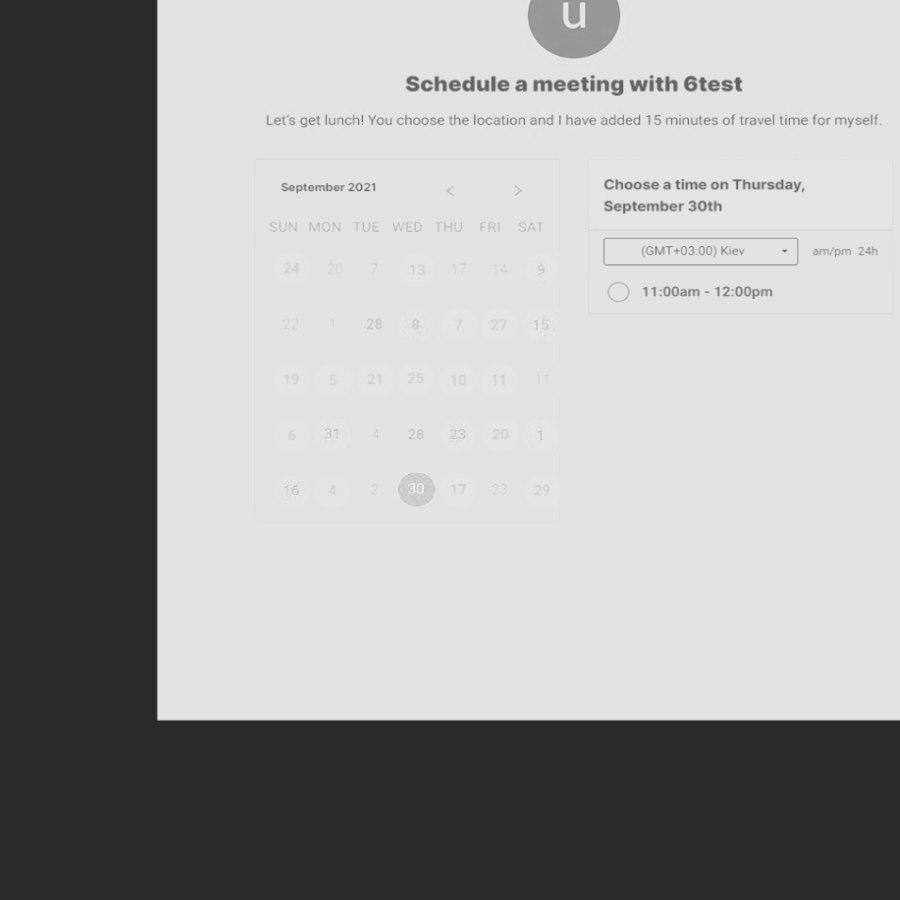 u
Schedule a meeting with 6test
Let's get lunch! You choose the location and I have added 15 minutes of travel time for myself.
September 2021
SUN MON TUE WED THU FRI SAT
24 20 7 13 17 14 9
22 1 28 8 7 27 15
19 5 21 25 10 11 11
6 31 4 28 23 20 1
16 4 2 30 17 23 29
Choose a time on Thursday,
September 30th
(GMT+03:00) Kiev am/pm 24h
11:00am - 12:00pm